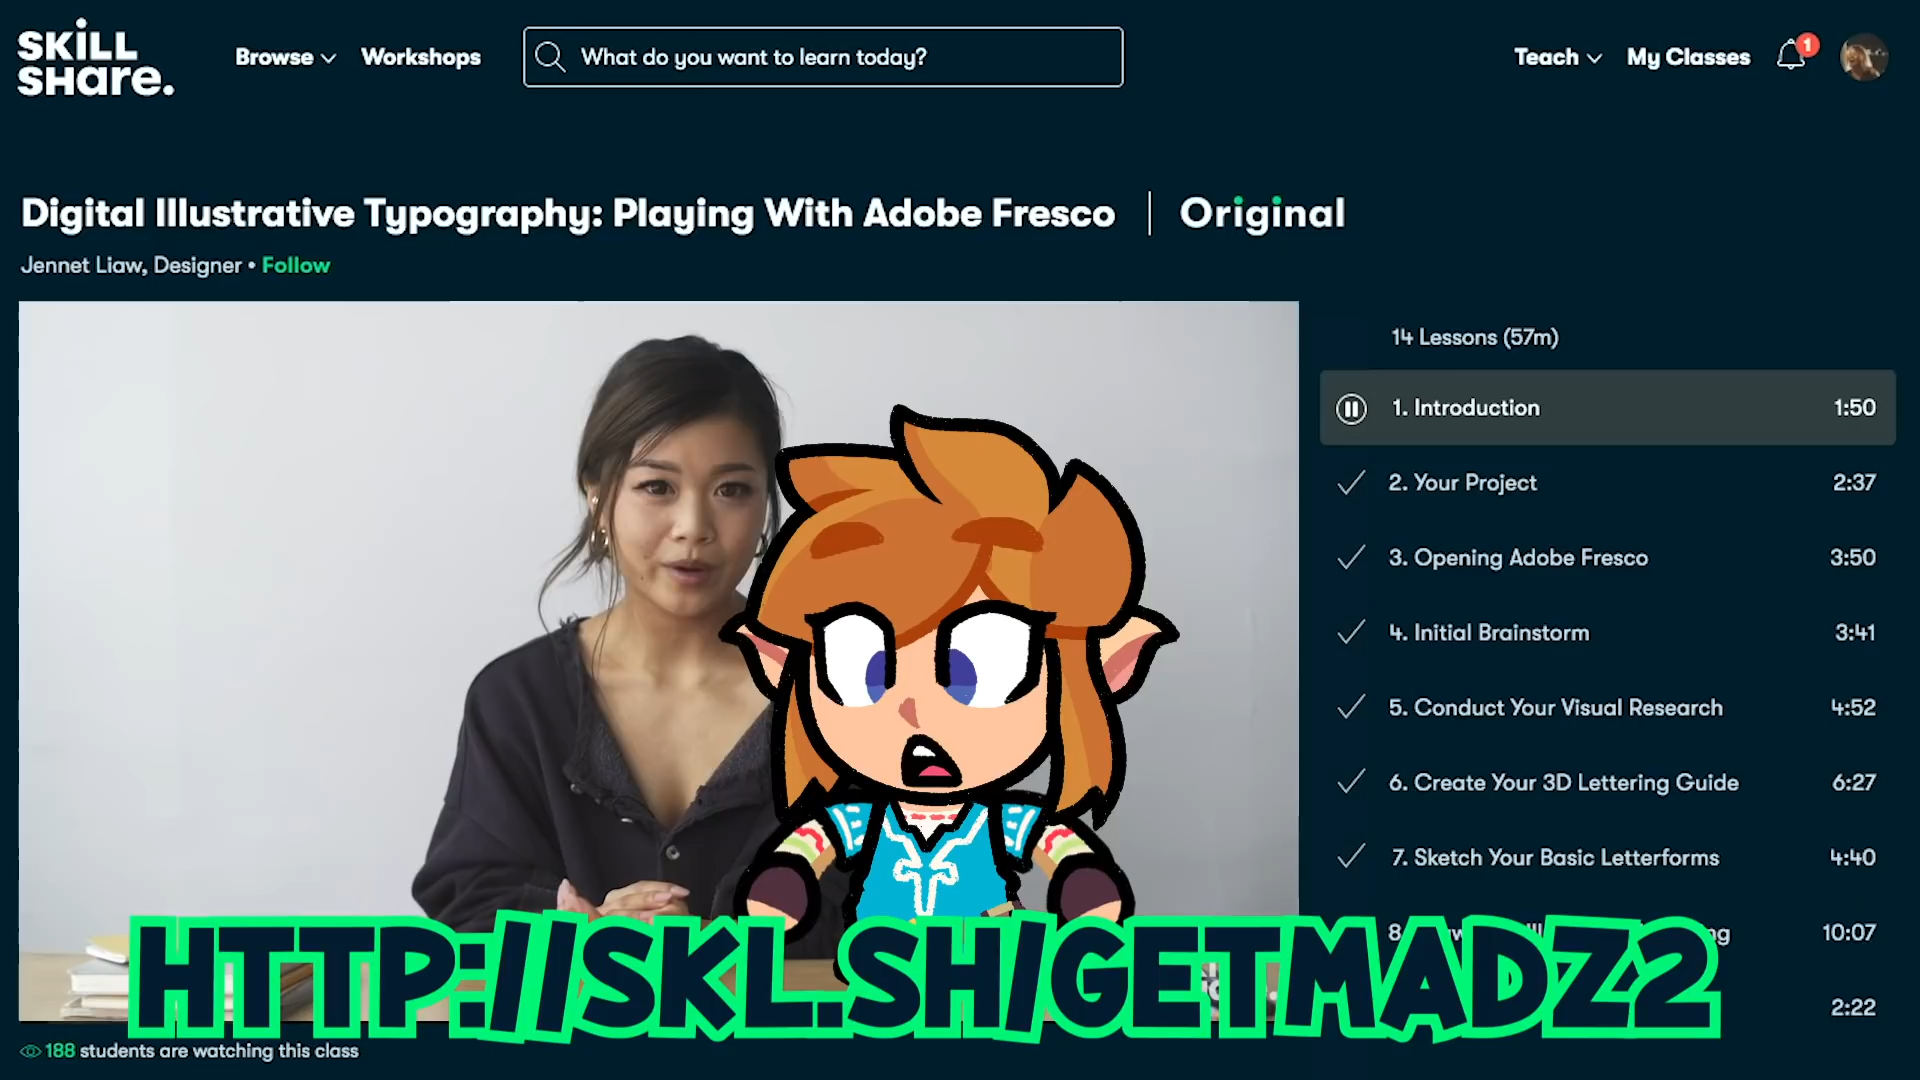 SKILL
SHare.
Browse
Workshops
What do you want to learn today?
Teach
My Classes
1
Digital Illustrative Typography: Playing With Adobe Fresco | Original
Jennet Liaw, Designer • Follow
14 Lessons (57m)
1. Introduction 1:50
2. Your Project 2:37
3. Opening Adobe Fresco 3:50
4. Initial Brainstorm 3:41
5. Conduct Your Visual Research 4:52
6. Create Your 3D Lettering Guide 6:27
7. Sketch Your Basic Letterforms 4:40
8. 10:07
2:22
HTTP://SKL.SH/GETMADZ2
188 students are watching this class